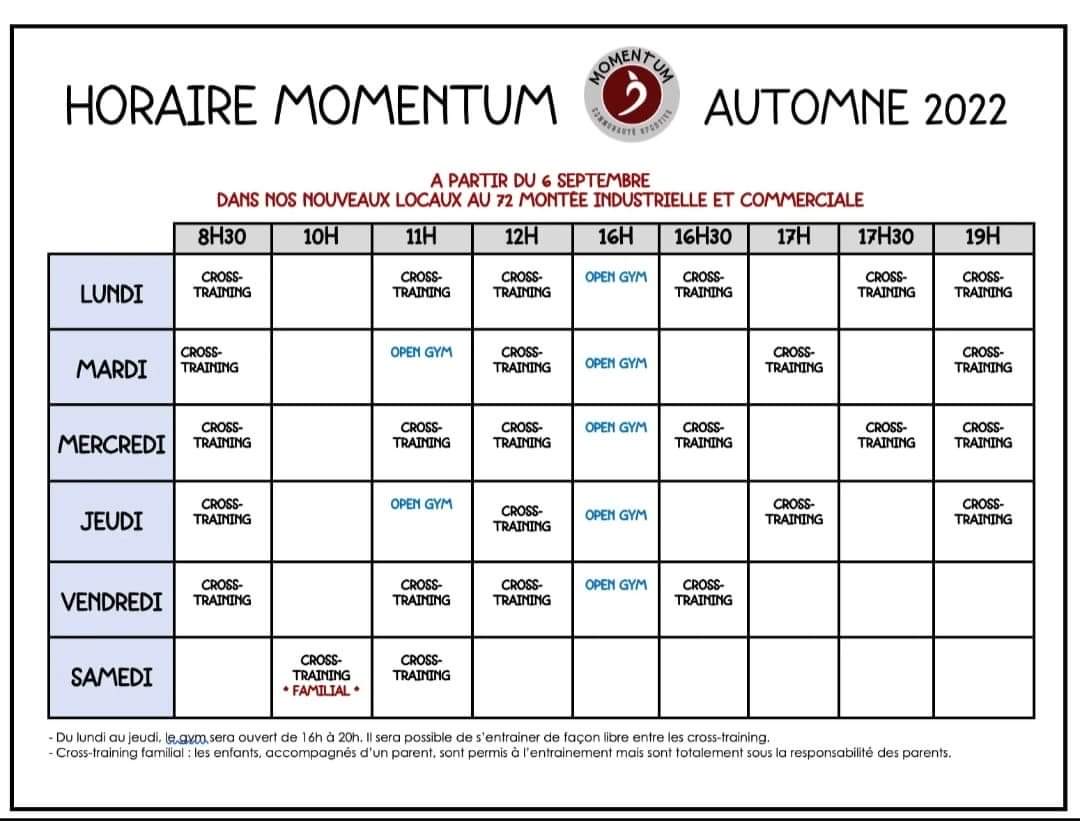 HORAIRE MOMENTUM
MOMENTUM
COMMUNAUTÉ SPORTIVE
AUTOMNE 2022
A PARTIR DU 6 SEPTEMBRE
DANS NOS NOUVEAUX LOCAUX AU 72 MONTÉE INDUSTRIELLE ET COMMERCIALE
8H30 10H 11H 12H 16H 16H30 17H 17H30 19H
LUNDI
CROSS- CROSS- CROSS- OPEN GYM CROSS- CROSS- CROSS-
TRAINING TRAINING TRAINING TRAINING TRAINING TRAINING
MARDI
CROSS- OPEN GYM CROSS- OPEN GYM CROSS- CROSS-
TRAINING TRAINING TRAINING TRAINING
MERCREDI
CROSS- CROSS- CROSS- OPEN GYM CROSS- CROSS- CROSS-
TRAINING TRAINING TRAINING TRAINING TRAINING TRAINING
JEUDI
CROSS- OPEN GYM CROSS- OPEN GYM CROSS- CROSS-
TRAINING TRAINING TRAINING TRAINING
VENDREDI
CROSS- CROSS- CROSS- OPEN GYM CROSS-
TRAINING TRAINING TRAINING TRAINING
SAMEDI
CROSS- CROSS-
TRAINING TRAINING
* FAMILIAL *
- Du lundi au jeudi, le gym sera ouvert de 16h à 20h. Il sera possible de s'entrainer de façon libre entre les cross-training.
- Cross-training familial : les enfants, accompagnés d'un parent, sont permis à l'entrainement mais sont totalement sous la responsabilité des parents.